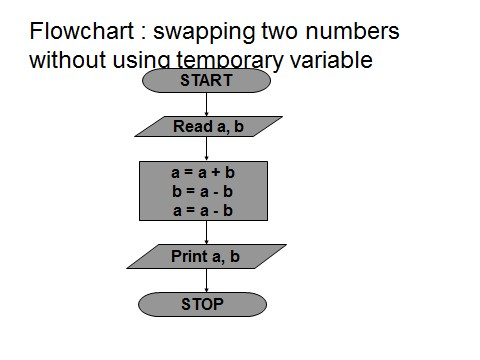 Flowchart : swapping two numbers
without using temporary variable
START
Read a, b
a = a + b
b = a - b
a = a - b
Print a, b
STOP